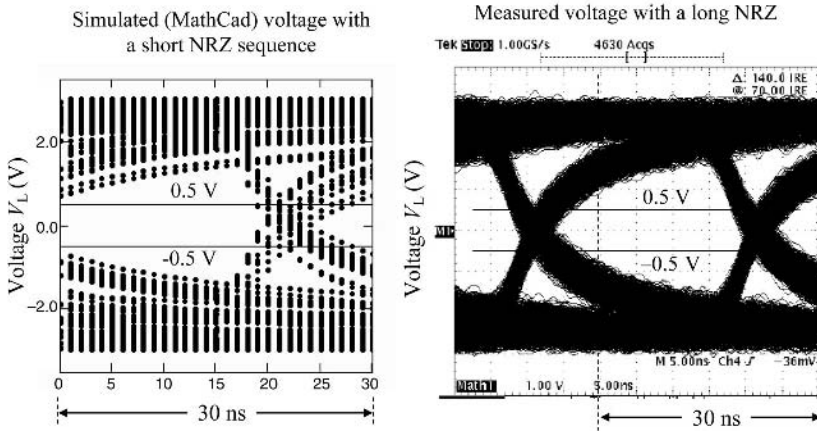 Simulated (MathCad) voltage with
a short NRZ sequence
Voltage VL (V)
2.0
0.0
−2.0
0.5 V
-0.5 V
0
5
10
15
20
25
30
30 ns
Measured voltage with a long NRZ
Tek Stop: 1.00GS/s 4630 Acqs
Δ: 140.0 IRE
@: 70.00 IRE
Voltage VL (V)
0.5 V
−0.5 V
M 5.00ns Ch4 −36mV
Math1 1.00 V 5.00ns
30 ns